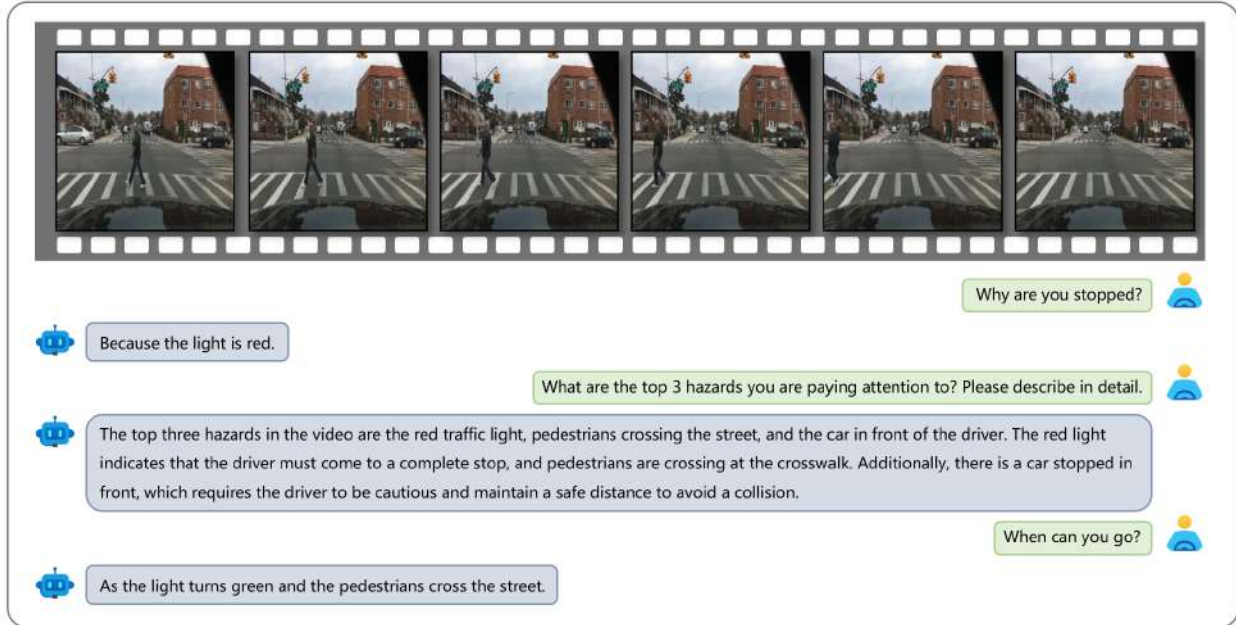 Why are you stopped?
Because the light is red.
What are the top 3 hazards you are paying attention to? Please describe in detail.
The top three hazards in the video are the red traffic light, pedestrians crossing the street, and the car in front of the driver. The red light
indicates that the driver must come to a complete stop, and pedestrians are crossing at the crosswalk. Additionally, there is a car stopped in
front, which requires the driver to be cautious and maintain a safe distance to avoid a collision.
When can you go?
As the light turns green and the pedestrians cross the street.